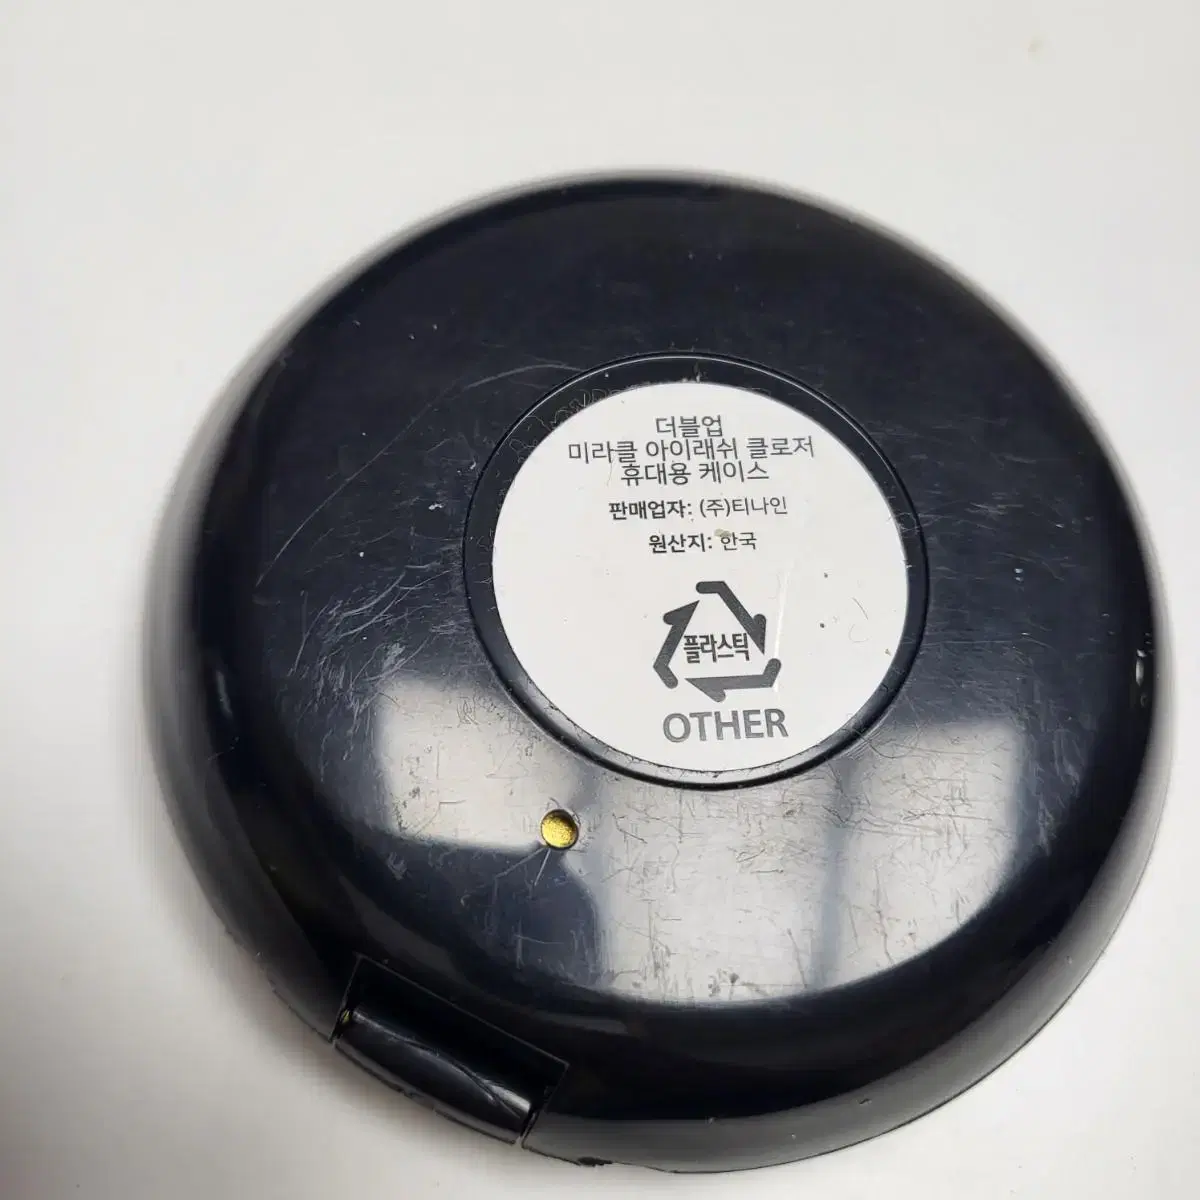 더블업
미라클 아이래쉬 클로저
휴대용 케이스
판매업자: (주)티나인
원산지: 한국
플라스틱
OTHER